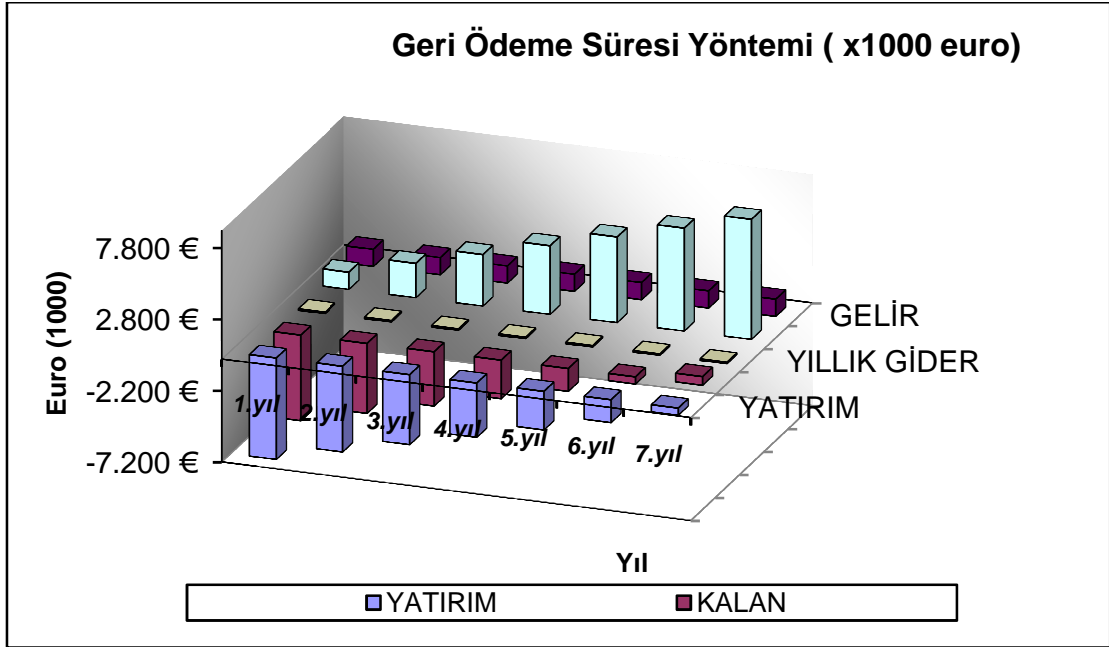 Geri Ödeme Süresi Yöntemi ( x1000 euro)
7.800 €
2.800 €
-2.200 €
-7.200 €
Euro (1000)
1.yıl
2.yıl
3.yıl
4.yıl
5.yıl
6.yıl
7.yıl
GELİR
YILLIK GİDER
YATIRIM
Yıl
YATIRIM KALAN